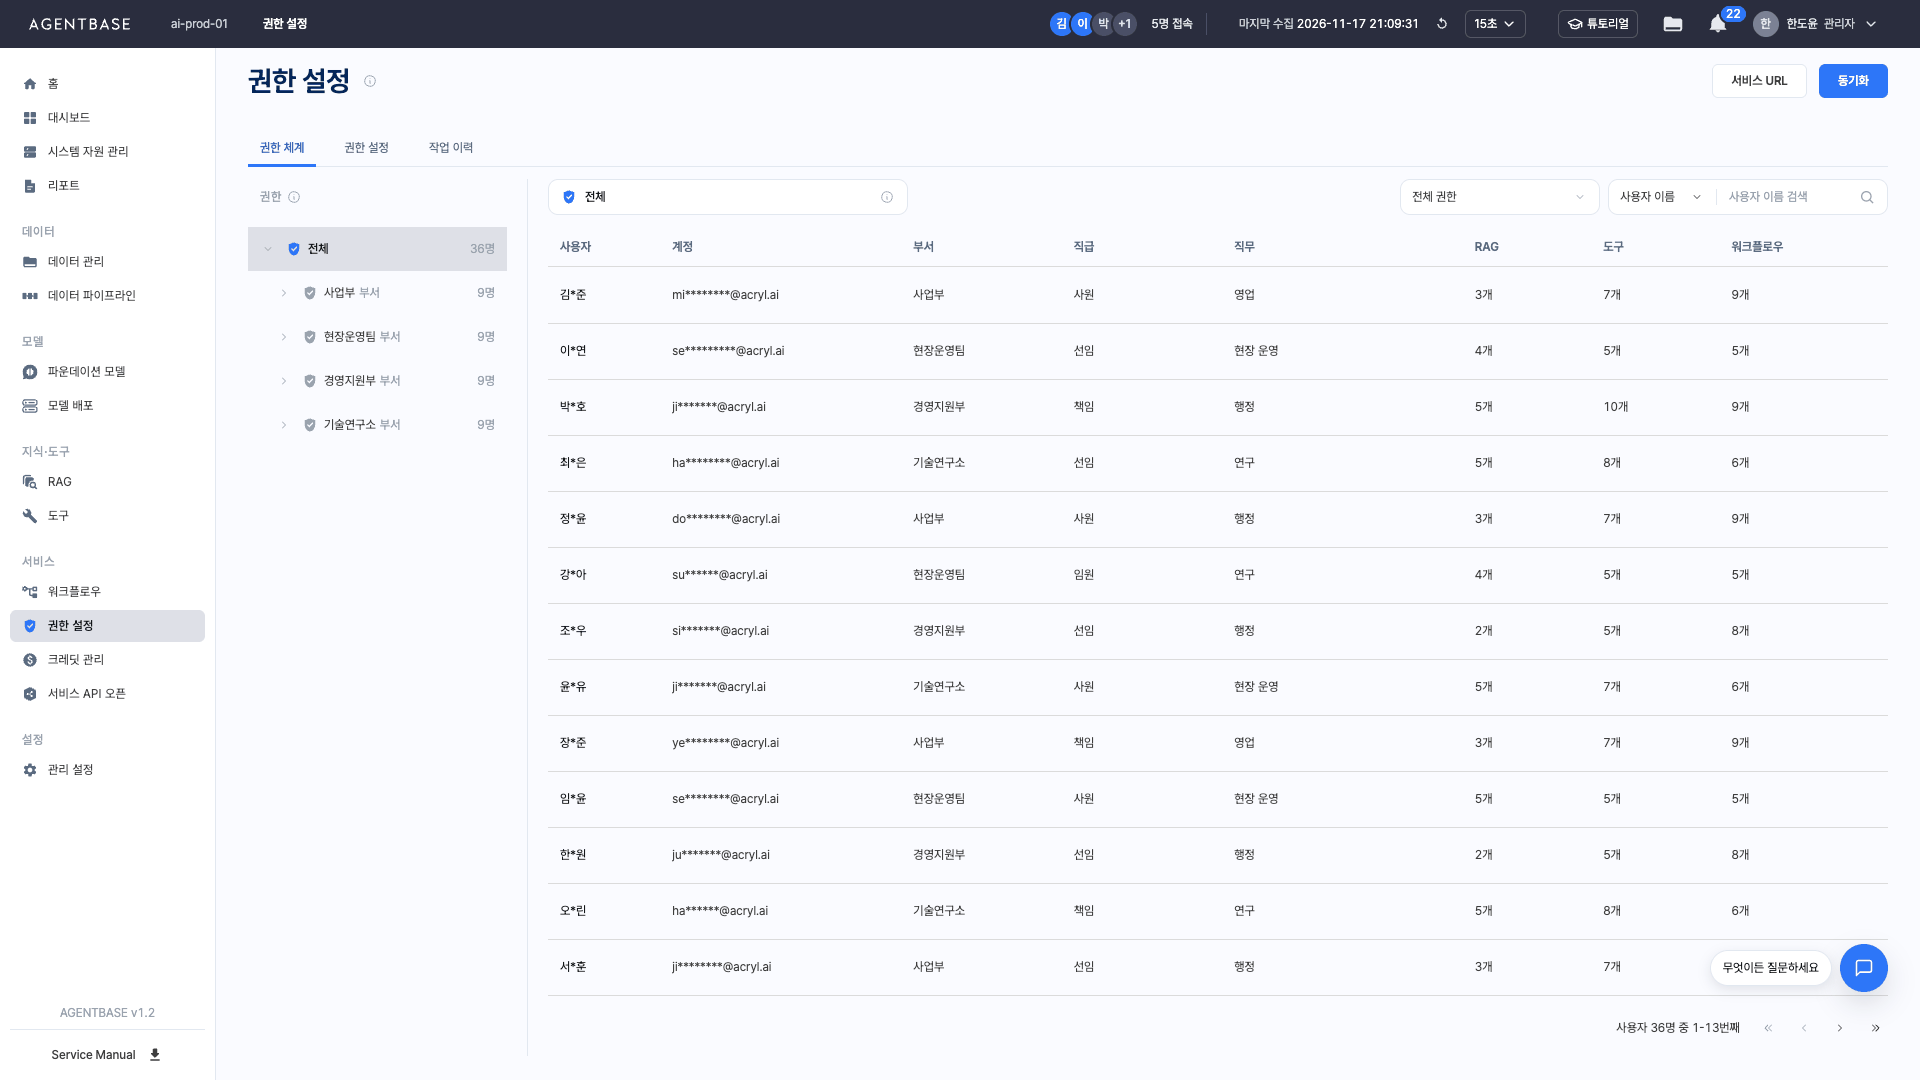 AGENTBASE ai-prod-01 권한 설정 김 이 박 +1 5명 접속 마지막 수집 2026-11-17 21:09:31 15초 튜토리얼 22 한 한도윤 관리자
홈
대시보드
시스템 자원 관리
리포트
데이터
데이터 관리
데이터 파이프라인
모델
파운데이션 모델
모델 배포
지식·도구
RAG
도구
서비스
워크플로우
권한 설정
크레딧 관리
서비스 API 오픈
설정
관리 설정
AGENTBASE v1.2
Service Manual
권한 설정
서비스 URL 동기화
권한 체계 권한 설정 작업 이력
권한
전체 36명
사업부 부서 9명
현장운영팀 부서 9명
경영지원부 부서 9명
기술연구소 부서 9명
전체 전체 권한 사용자 이름 사용자 이름 검색
사용자 계정 부서 직급 직무 RAG 도구 워크플로우
김*준 mi********@acryl.ai 사업부 사원 영업 3개 7개 9개
이*연 se*********@acryl.ai 현장운영팀 선임 현장 운영 4개 5개 5개
박*호 ji*******@acryl.ai 경영지원부 책임 행정 5개 10개 9개
최*은 ha********@acryl.ai 기술연구소 선임 연구 5개 8개 6개
정*윤 do********@acryl.ai 사업부 사원 행정 3개 7개 9개
강*아 su******@acryl.ai 현장운영팀 임원 연구 4개 5개 5개
조*우 si*******@acryl.ai 경영지원부 선임 행정 2개 5개 8개
윤*유 ji*******@acryl.ai 기술연구소 사원 현장 운영 5개 7개 6개
장*준 ye********@acryl.ai 사업부 책임 영업 3개 7개 9개
임*윤 se********@acryl.ai 현장운영팀 사원 현장 운영 5개 5개 5개
한*원 ju*******@acryl.ai 경영지원부 선임 행정 2개 5개 8개
오*린 ha******@acryl.ai 기술연구소 책임 연구 5개 8개 6개
서*훈 ji********@acryl.ai 사업부 선임 행정 3개 7개
무엇이든 질문하세요
사용자 36명 중 1-13번째